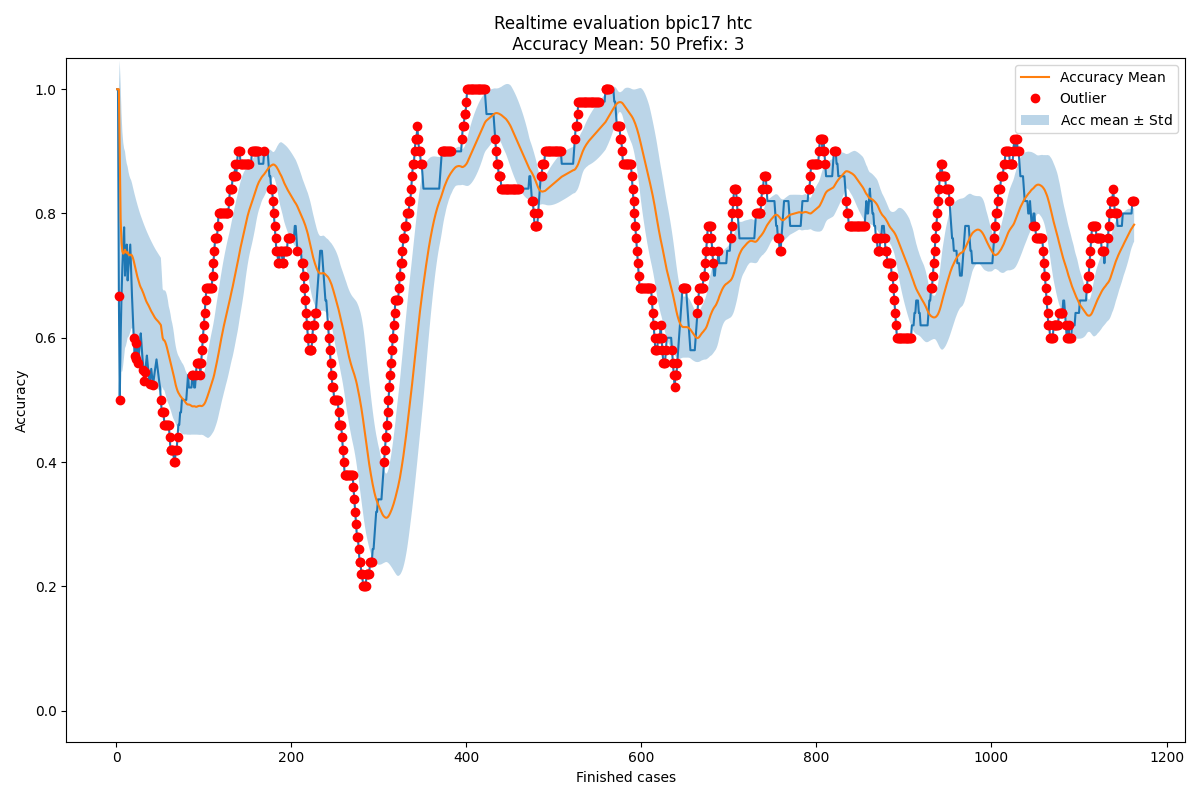 Realtime evaluation bpic17 htc
Accuracy Mean: 50 Prefix: 3
Accuracy Mean
Outlier
Acc mean ± Std
1.0
0.8
0.6
0.4
0.2
0.0
Accuracy
0
200
400
600
800
1000
1200
Finished cases